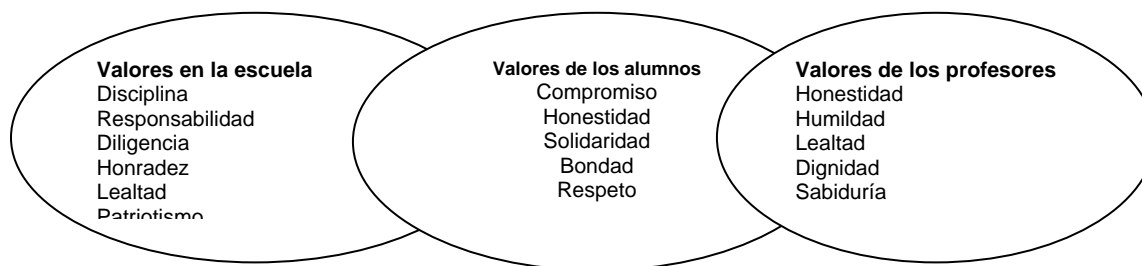 Valores en la escuela
Disciplina
Responsabilidad
Diligencia
Honradez
Lealtad
Patriotismo
Valores de los alumnos
Compromiso
Honestidad
Solidaridad
Bondad
Respeto
Valores de los profesores
Honestidad
Humildad
Lealtad
Dignidad
Sabiduría